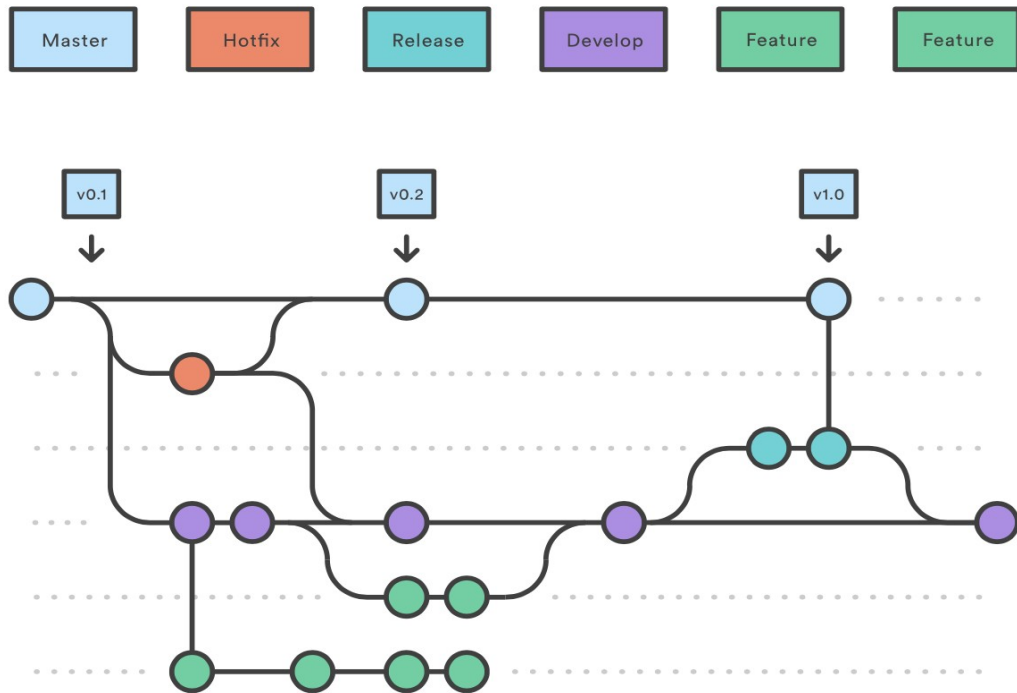 Master
Hotfix
Release
Develop
Feature
Feature
v0.1
v0.2
v1.0